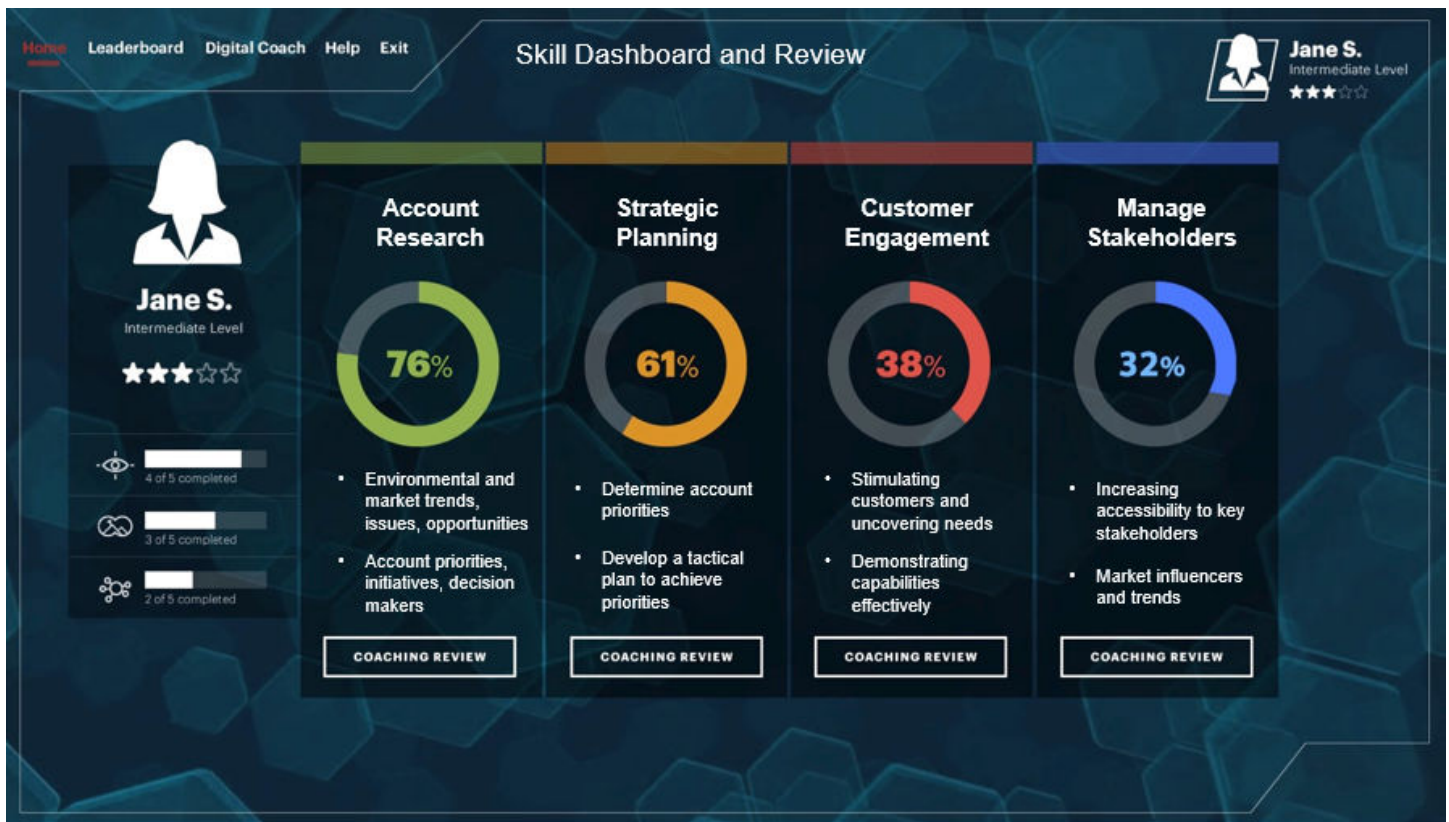 Home Leaderboard Digital Coach Help Exit
Skill Dashboard and Review
Jane S.
Intermediate Level
Jane S.
Intermediate Level
4 of 5 completed
3 of 5 completed
2 of 5 completed
Account
Research
76%
• Environmental and
market trends,
issues, opportunities
• Account priorities,
initiatives, decision
makers
COACHING REVIEW
Strategic
Planning
61%
• Determine account
priorities
• Develop a tactical
plan to achieve
priorities
COACHING REVIEW
Customer
Engagement
38%
• Stimulating
customers and
uncovering needs
• Demonstrating
capabilities
effectively
COACHING REVIEW
Manage
Stakeholders
32%
• Increasing
accessibility to key
stakeholders
• Market influencers
and trends
COACHING REVIEW